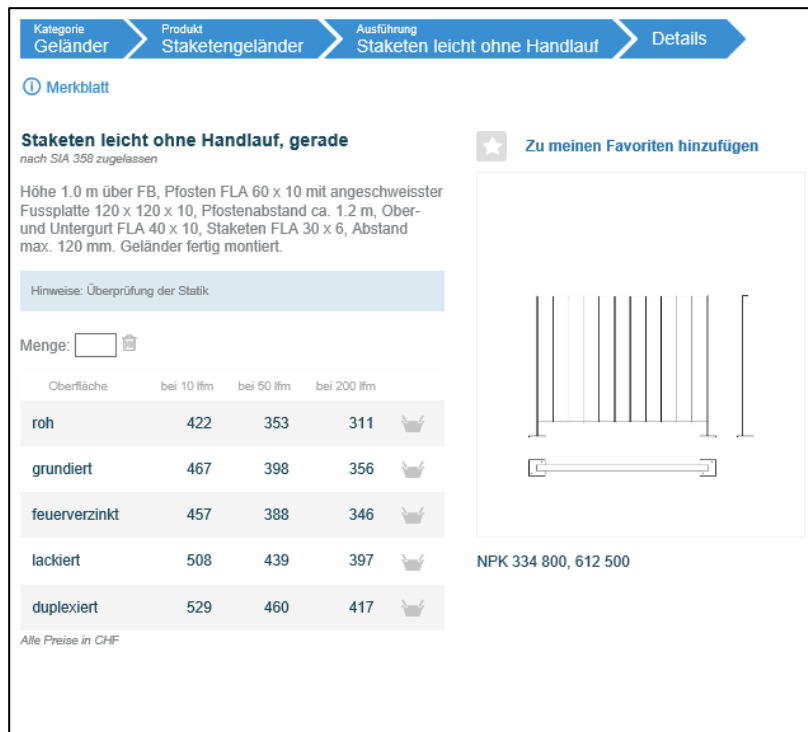 Kategorie
Geländer
Produkt
Staketengeländer
Ausführung
Staketen leicht ohne Handlauf
Details
Merkblatt
Staketen leicht ohne Handlauf, gerade
nach SIA 358 zugelassen
Höhe 1.0 m über FB, Pfosten FLA 60 x 10 mit angeschweisster
Fussplatte 120 x 120 x 10, Pfostenabstand ca. 1.2 m, Ober-
und Untergurt FLA 40 x 10, Staketen FLA 30 x 6, Abstand
max. 120 mm. Geländer fertig montiert.
Hinweise: Überprüfung der Statik
Menge:
Oberfläche bei 10 lfm bei 50 lfm bei 200 lfm
roh 422 353 311
grundiert 467 398 356
feuerverzinkt 457 388 346
lackiert 508 439 397
duplexiert 529 460 417
Alle Preise in CHF
Zu meinen Favoriten hinzufügen
NPK 334 800, 612 500